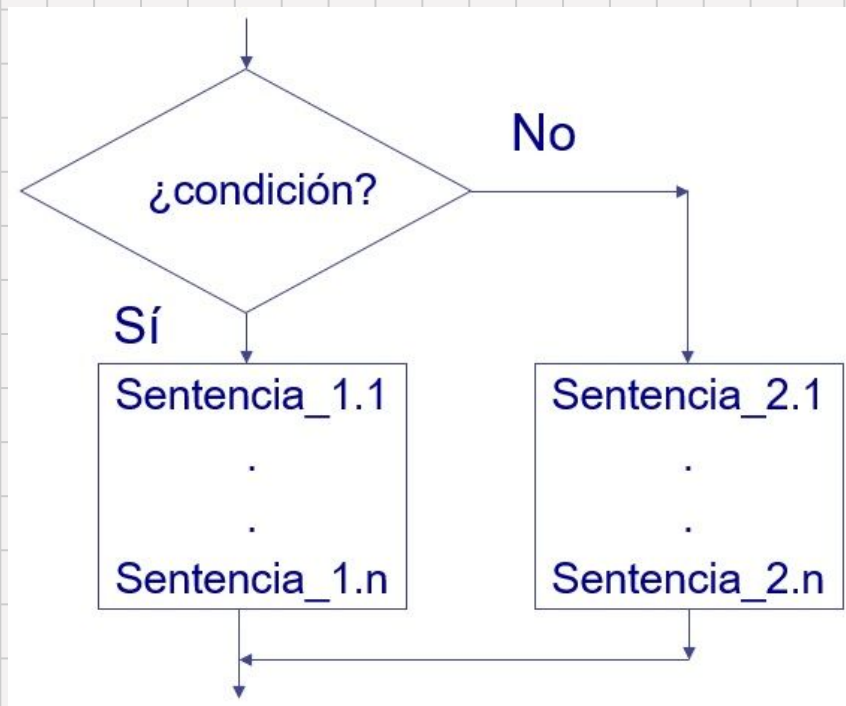 No
¿condición?
Sí
Sentencia_1.1
.
.
Sentencia_1.n
Sentencia_2.1
.
.
Sentencia_2.n